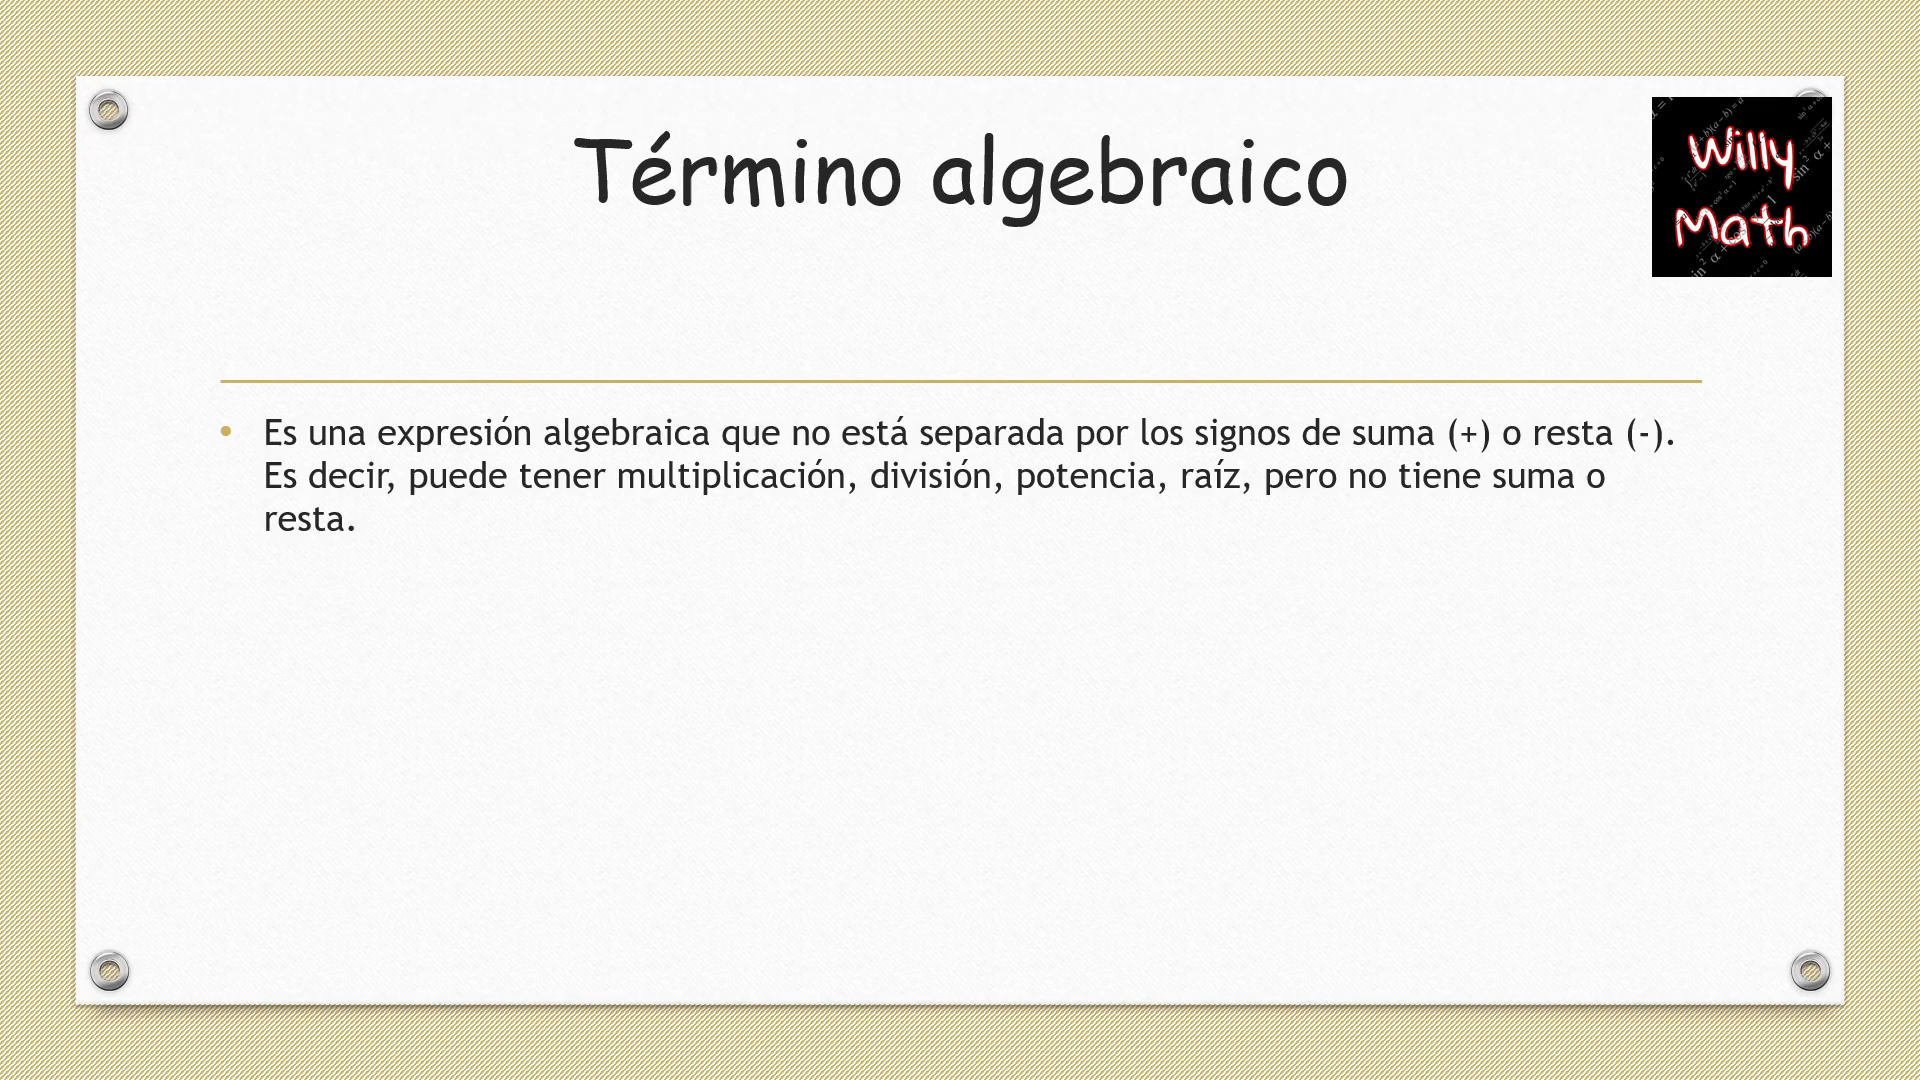 Término algebraico
Willy
Math
• Es una expresión algebraica que no está separada por los signos de suma (+) o resta (-).
Es decir, puede tener multiplicación, división, potencia, raíz, pero no tiene suma o
resta.